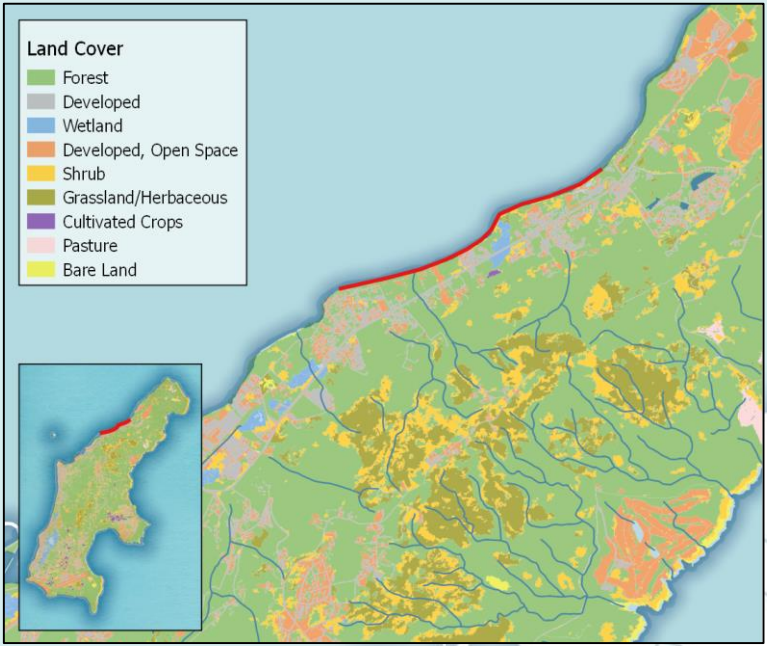 Land Cover
Forest
Developed
Wetland
Developed, Open Space
Shrub
Grassland/Herbaceous
Cultivated Crops
Pasture
Bare Land